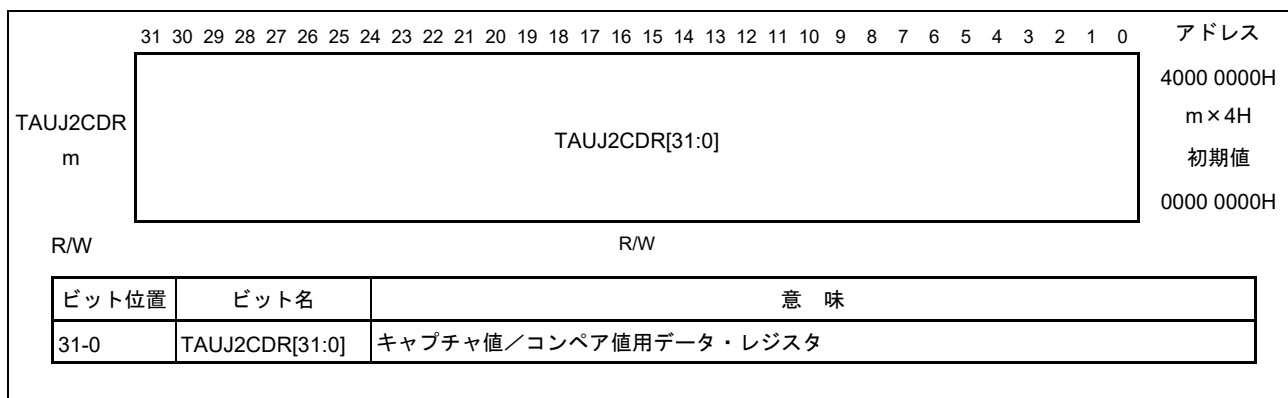 31 30 29 28 27 26 25 24 23 22 21 20 19 18 17 16 15 14 13 12 11 10 9 8 7 6 5 4 3 2 1 0 アドレス
4000 0000H
TAUJ2CDR
m
TAUJ2CDR[31:0]
m×4H
初期値
0000 0000H
R/W R/W
ビット位置 ビット名 意 味
31-0 TAUJ2CDR[31:0] キャプチャ値／コンペア値用データ・レジスタ